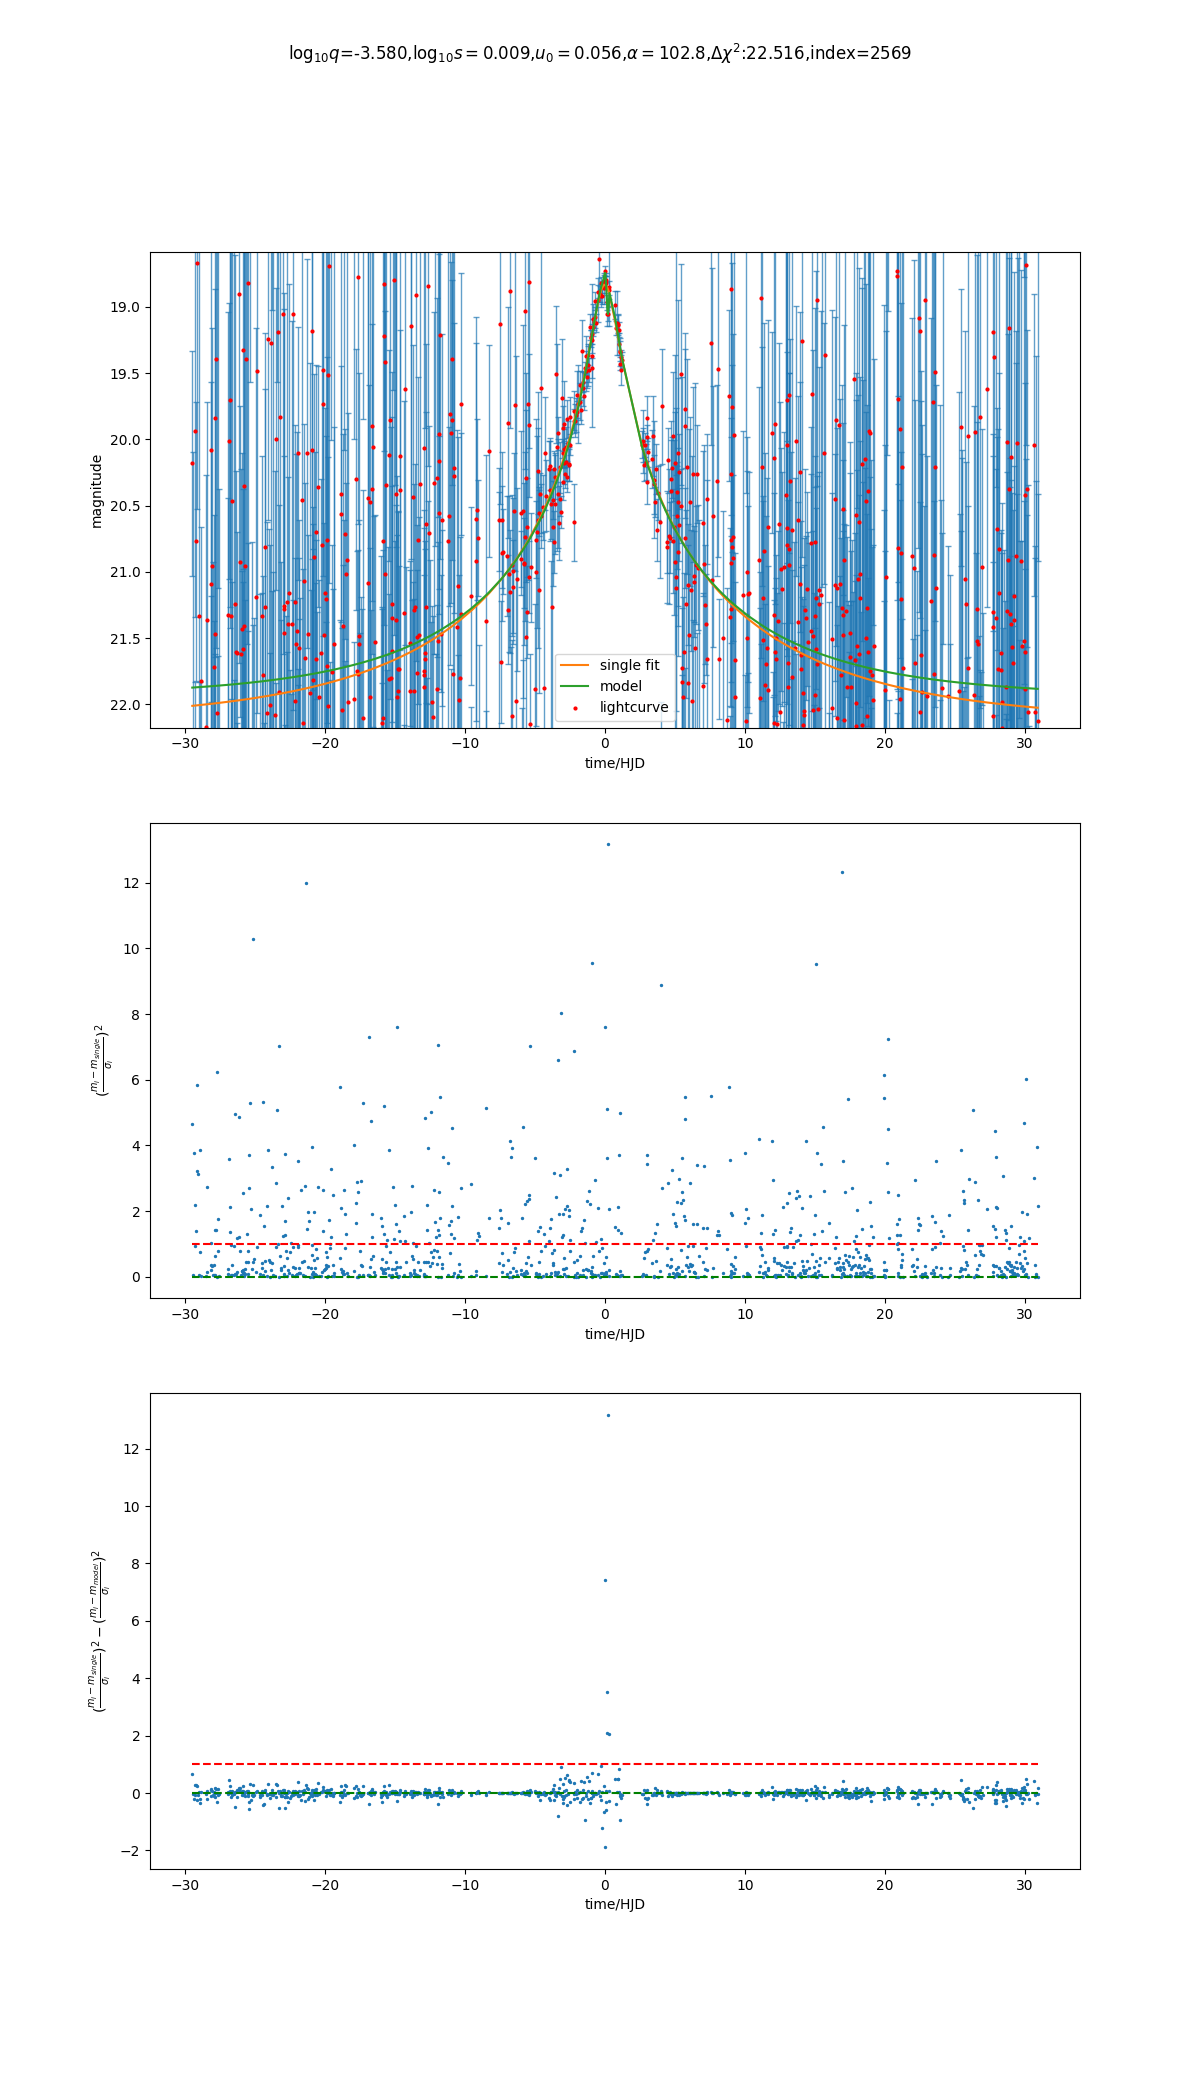 log₁₀q=-3.580,log₁₀s = 0.009,u₀ = 0.056,α = 102.8,Δχ²:22.516,index=2569
19.0
19.5
20.0
20.5
21.0
21.5
22.0
magnitude
single fit
model
lightcurve
−30 −20 −10 0 10 20 30
time/HJD
12
10
8
6
4
2
0
((mᵢ − m_single)/σᵢ)²
−30 −20 −10 0 10 20 30
time/HJD
12
10
8
6
4
2
0
−2
((mᵢ − m_single)/σᵢ)² − ((mᵢ − m_model)/σᵢ)²
−30 −20 −10 0 10 20 30
time/HJD